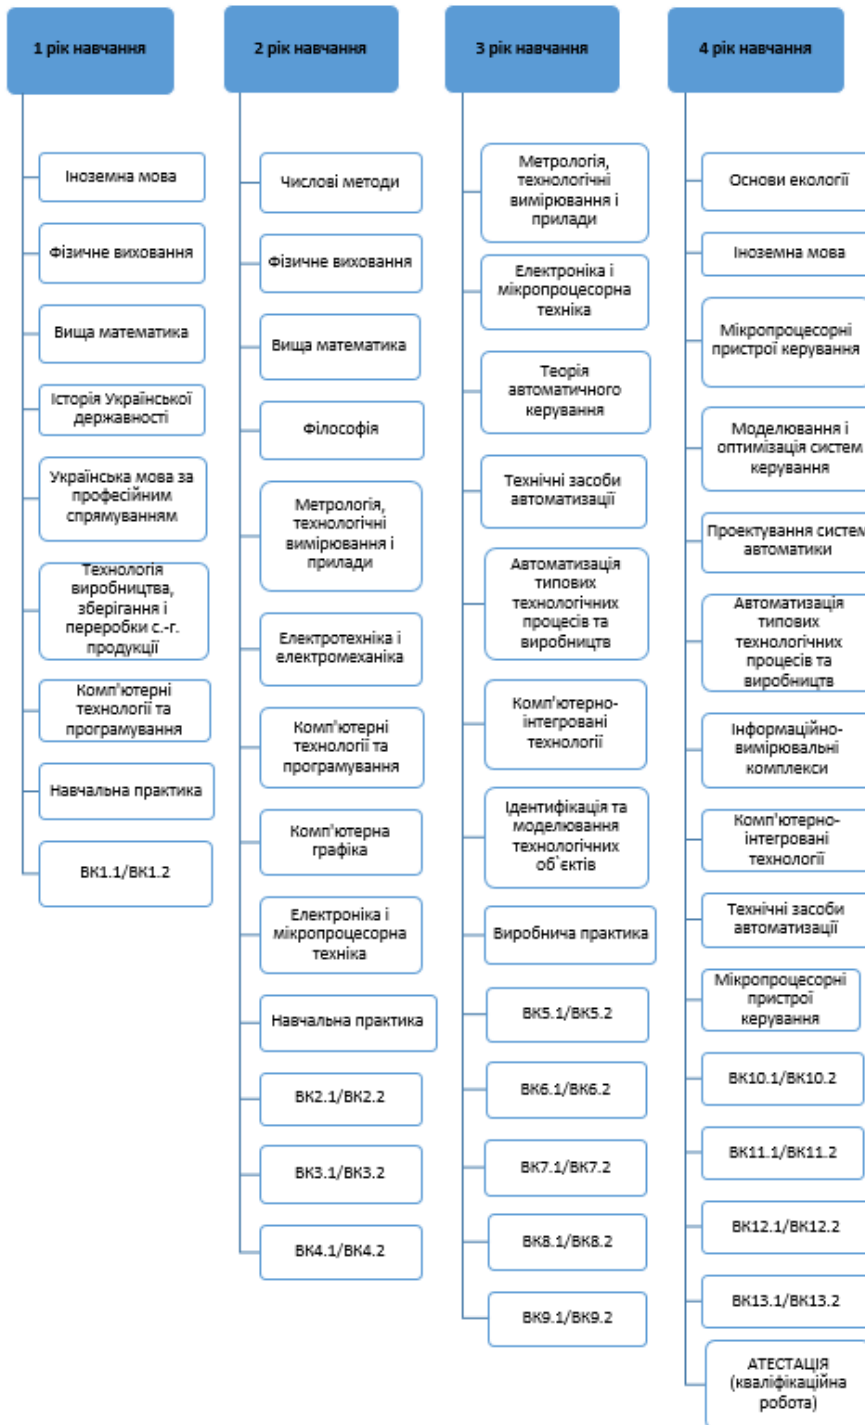 1 рік навчання
Іноземна мова
Фізичне виховання
Вища математика
Історія Української
державності
Українська мова за
професійним
спрямуванням
Технологія
виробництва,
зберігання і
переробки с.-г.
продукції
Комп'ютерні
технології та
програмування
Навчальна практика
ВК1.1/ВК1.2
2 рік навчання
Числові методи
Фізичне виховання
Вища математика
Філософія
Метрологія,
технологічні
вимірювання і
прилади
Електротехніка і
електромеханіка
Комп'ютерні
технології та
програмування
Комп'ютерна
графіка
Електроніка і
мікропроцесорна
техніка
Навчальна практика
ВК2.1/ВК2.2
ВК3.1/ВК3.2
ВК4.1/ВК4.2
3 рік навчання
Метрологія,
технологічні
вимірювання і
прилади
Електроніка і
мікропроцесорна
техніка
Теорія
автоматичного
керування
Технічні засоби
автоматизації
Автоматизація
типових
технологічних
процесів та
виробництв
Комп'ютерно-
інтегровані
технології
Ідентифікація та
моделювання
технологічних
об`єктів
Виробнича практика
ВК5.1/ВК5.2
ВК6.1/ВК6.2
ВК7.1/ВК7.2
ВК8.1/ВК8.2
ВК9.1/ВК9.2
4 рік навчання
Основи екології
Іноземна мова
Мікропроцесорні
пристрої керування
Моделювання і
оптимізація систем
керування
Проектування систем
автоматики
Автоматизація
типових
технологічних
процесів та
виробництв
Інформаційно-
вимірювальні
комплекси
Комп'ютерно-
інтегровані
технології
Технічні засоби
автоматизації
Мікропроцесорні
пристрої
керування
ВК10.1/ВК10.2
ВК11.1/ВК11.2
ВК12.1/ВК12.2
ВК13.1/ВК13.2
АТЕСТАЦІЯ
(кваліфікаційна
робота)